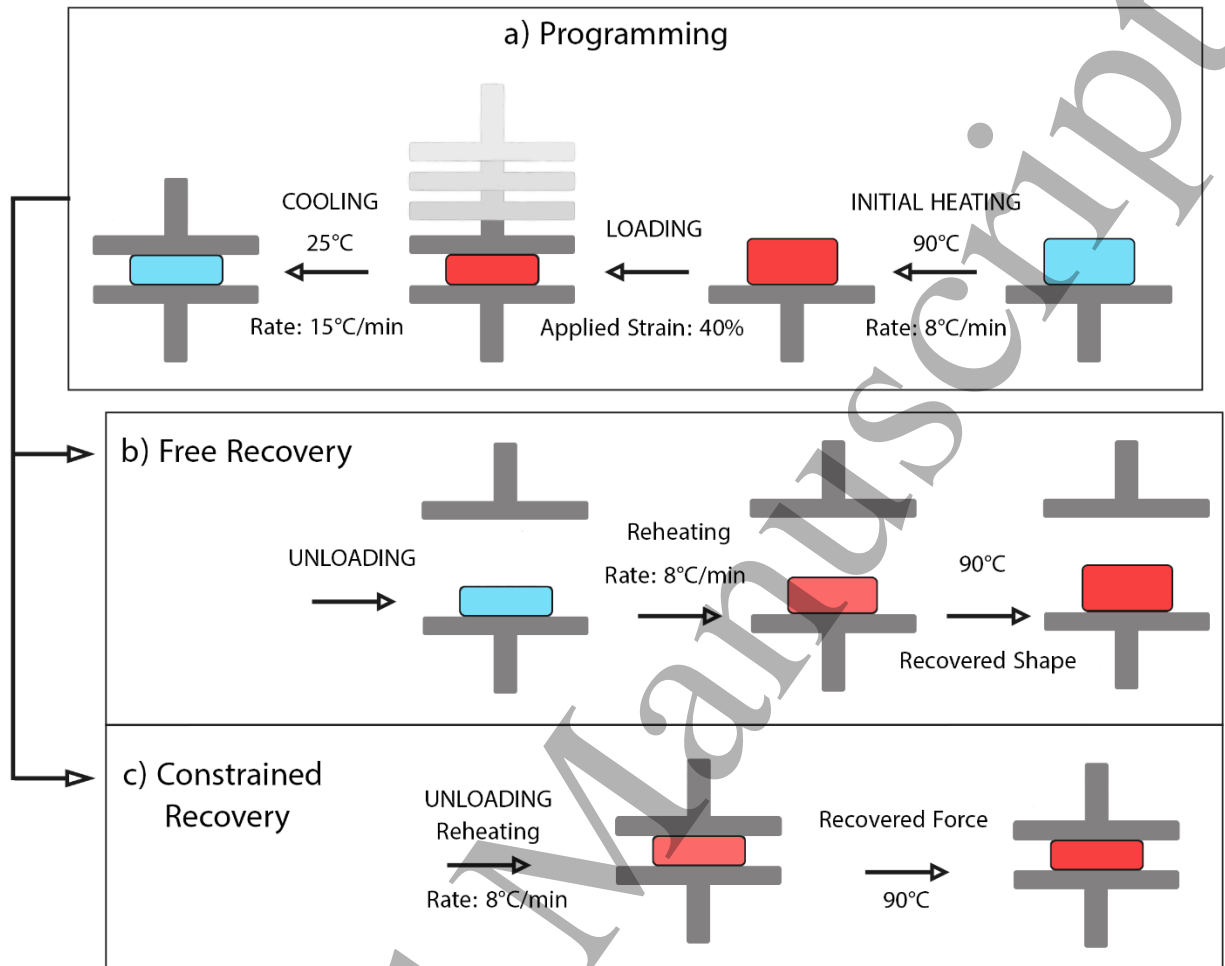 a) Programming
COOLING
25°C
Rate: 15°C/min
LOADING
Applied Strain: 40%
INITIAL HEATING
90°C
Rate: 8°C/min
b) Free Recovery
UNLOADING
Reheating
Rate: 8°C/min
90°C
Recovered Shape
c) Constrained
Recovery
UNLOADING
Reheating
Rate: 8°C/min
Recovered Force
90°C
Manuscript